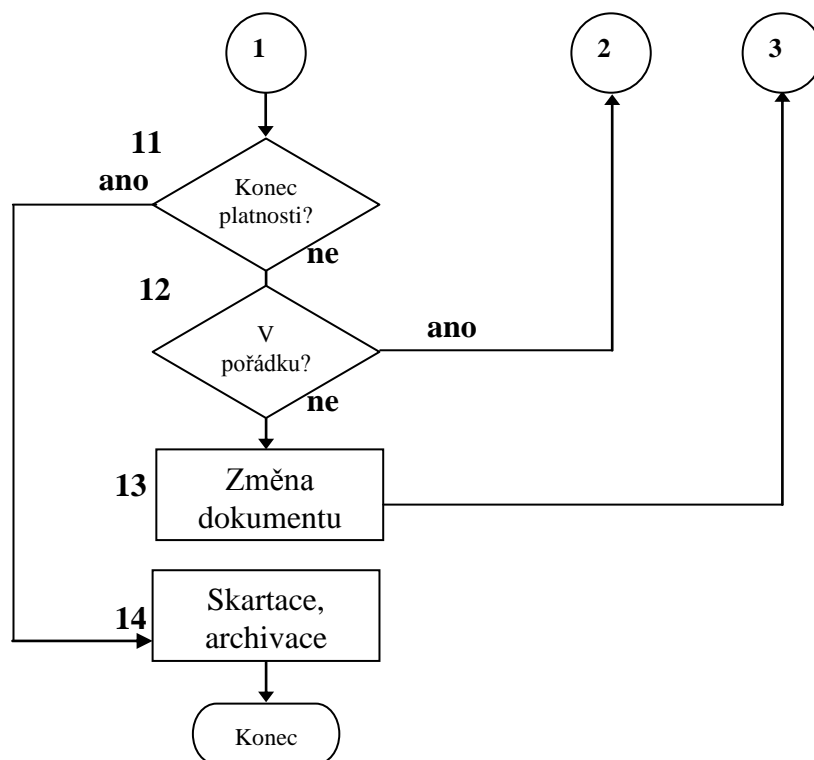 1
2
3
11
ano
Konec
platnosti?
ne
12
V
pořádku?
ano
ne
13
Změna
dokumentu
14
Skartace,
archivace
Konec